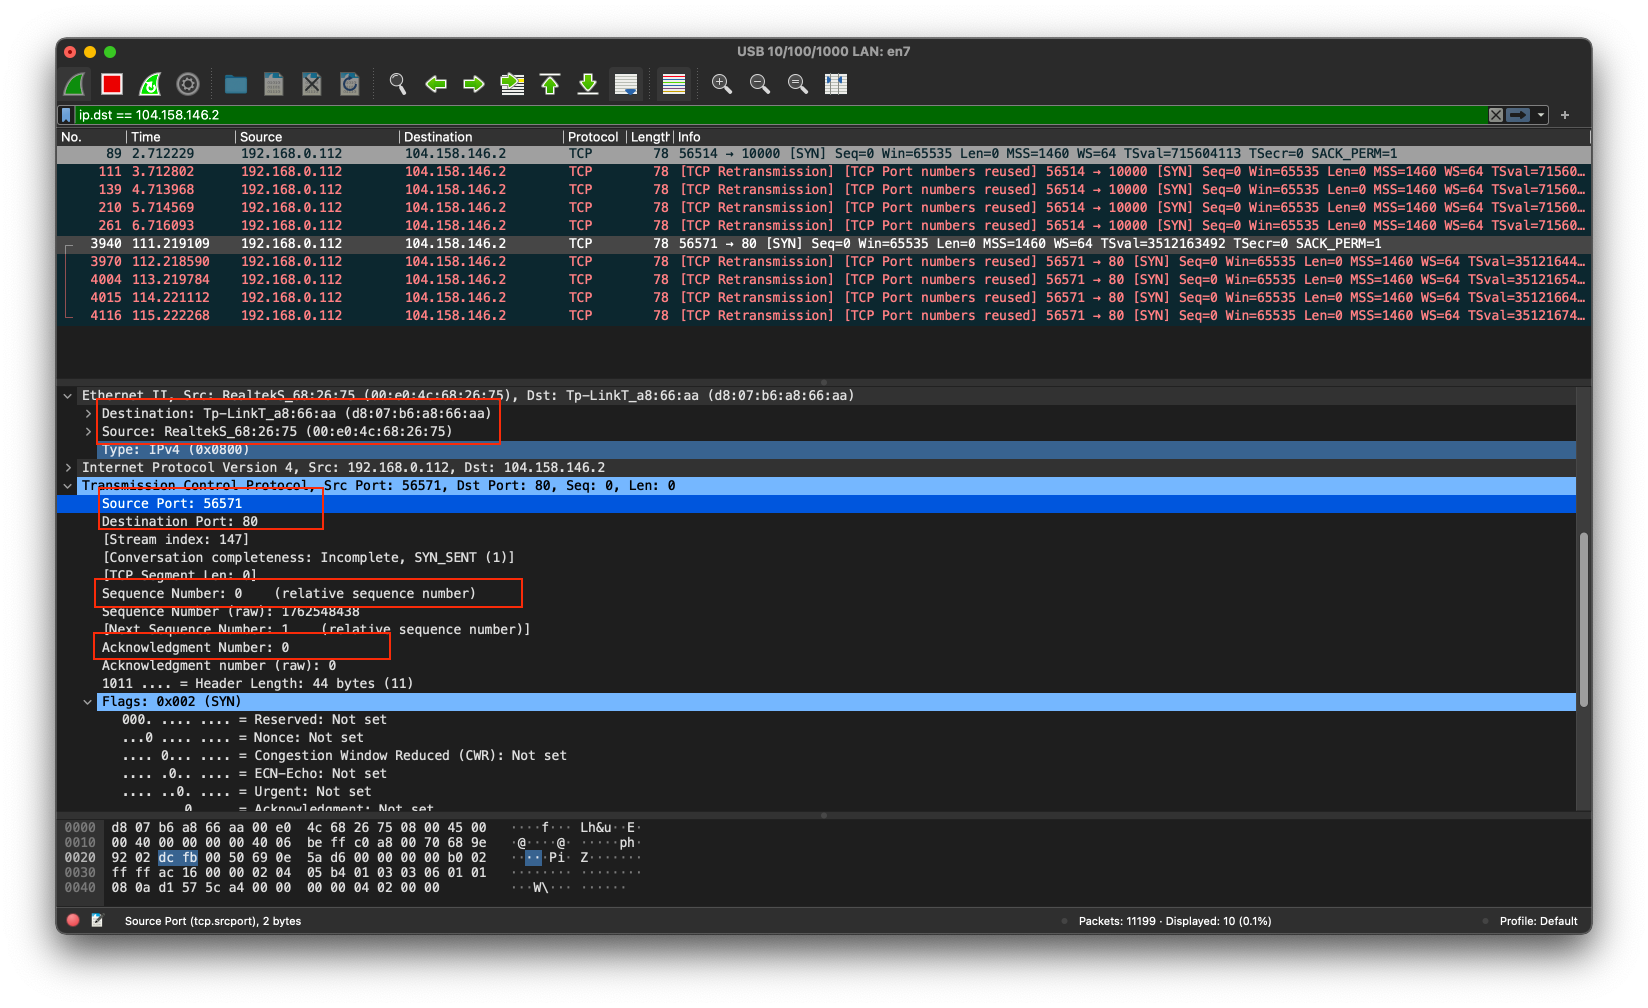 USB 10/100/1000 LAN: en7
ip.dst == 104.158.146.2
No. Time Source Destination Protocol Length Info
89 2.712229 192.168.0.112 104.158.146.2 TCP 78 56514 → 10000 [SYN] Seq=0 Win=65535 Len=0 MSS=1460 WS=64 TSval=715604113 TSecr=0 SACK_PERM=1
111 3.712802 192.168.0.112 104.158.146.2 TCP 78 [TCP Retransmission] [TCP Port numbers reused] 56514 → 10000 [SYN] Seq=0 Win=65535 Len=0 MSS=1460 WS=64 TSval=71560…
139 4.713968 192.168.0.112 104.158.146.2 TCP 78 [TCP Retransmission] [TCP Port numbers reused] 56514 → 10000 [SYN] Seq=0 Win=65535 Len=0 MSS=1460 WS=64 TSval=71560…
210 5.714569 192.168.0.112 104.158.146.2 TCP 78 [TCP Retransmission] [TCP Port numbers reused] 56514 → 10000 [SYN] Seq=0 Win=65535 Len=0 MSS=1460 WS=64 TSval=71560…
261 6.716093 192.168.0.112 104.158.146.2 TCP 78 [TCP Retransmission] [TCP Port numbers reused] 56514 → 10000 [SYN] Seq=0 Win=65535 Len=0 MSS=1460 WS=64 TSval=71560…
3940 111.219109 192.168.0.112 104.158.146.2 TCP 78 56571 → 80 [SYN] Seq=0 Win=65535 Len=0 MSS=1460 WS=64 TSval=3512163492 TSecr=0 SACK_PERM=1
3970 112.218590 192.168.0.112 104.158.146.2 TCP 78 [TCP Retransmission] [TCP Port numbers reused] 56571 → 80 [SYN] Seq=0 Win=65535 Len=0 MSS=1460 WS=64 TSval=35121644…
4004 113.219784 192.168.0.112 104.158.146.2 TCP 78 [TCP Retransmission] [TCP Port numbers reused] 56571 → 80 [SYN] Seq=0 Win=65535 Len=0 MSS=1460 WS=64 TSval=35121654…
4015 114.221112 192.168.0.112 104.158.146.2 TCP 78 [TCP Retransmission] [TCP Port numbers reused] 56571 → 80 [SYN] Seq=0 Win=65535 Len=0 MSS=1460 WS=64 TSval=35121664…
4116 115.222268 192.168.0.112 104.158.146.2 TCP 78 [TCP Retransmission] [TCP Port numbers reused] 56571 → 80 [SYN] Seq=0 Win=65535 Len=0 MSS=1460 WS=64 TSval=35121674…
Ethernet II, Src: RealtekS_68:26:75 (00:e0:4c:68:26:75), Dst: Tp-LinkT_a8:66:aa (d8:07:b6:a8:66:aa)
Destination: Tp-LinkT_a8:66:aa (d8:07:b6:a8:66:aa)
Source: RealtekS_68:26:75 (00:e0:4c:68:26:75)
Type: IPv4 (0x0800)
Internet Protocol Version 4, Src: 192.168.0.112, Dst: 104.158.146.2
Transmission Control Protocol, Src Port: 56571, Dst Port: 80, Seq: 0, Len: 0
Source Port: 56571
Destination Port: 80
[Stream index: 147]
[Conversation completeness: Incomplete, SYN_SENT (1)]
[TCP Segment Len: 0]
Sequence Number: 0    (relative sequence number)
Sequence Number (raw): 1762548438
[Next Sequence Number: 1    (relative sequence number)]
Acknowledgment Number: 0
Acknowledgment number (raw): 0
1011 .... = Header Length: 44 bytes (11)
Flags: 0x002 (SYN)
000. .... .... = Reserved: Not set
...0 .... .... = Nonce: Not set
.... 0... .... = Congestion Window Reduced (CWR): Not set
.... .0.. .... = ECN-Echo: Not set
.... ..0. .... = Urgent: Not set
.... ...0 .... = Acknowledgment: Not set
0000 d8 07 b6 a8 66 aa 00 e0 4c 68 26 75 08 00 45 00 ····f··· Lh&u··E·
0010 00 40 00 00 00 00 40 06 be ff c0 a8 00 70 68 9e ·@····@· ·····ph·
0020 92 02 dc fb 00 50 69 0e 5a d6 00 00 00 00 b0 02 ·····Pi· Z·······
0030 ff ff ac 16 00 00 02 04 05 b4 01 03 03 06 01 01 ········ ········
0040 08 0a d1 57 5c a4 00 00 00 00 04 02 00 00 ···W\··· ······
Source Port (tcp.srcport), 2 bytes
Packets: 11199 · Displayed: 10 (0.1%)
Profile: Default